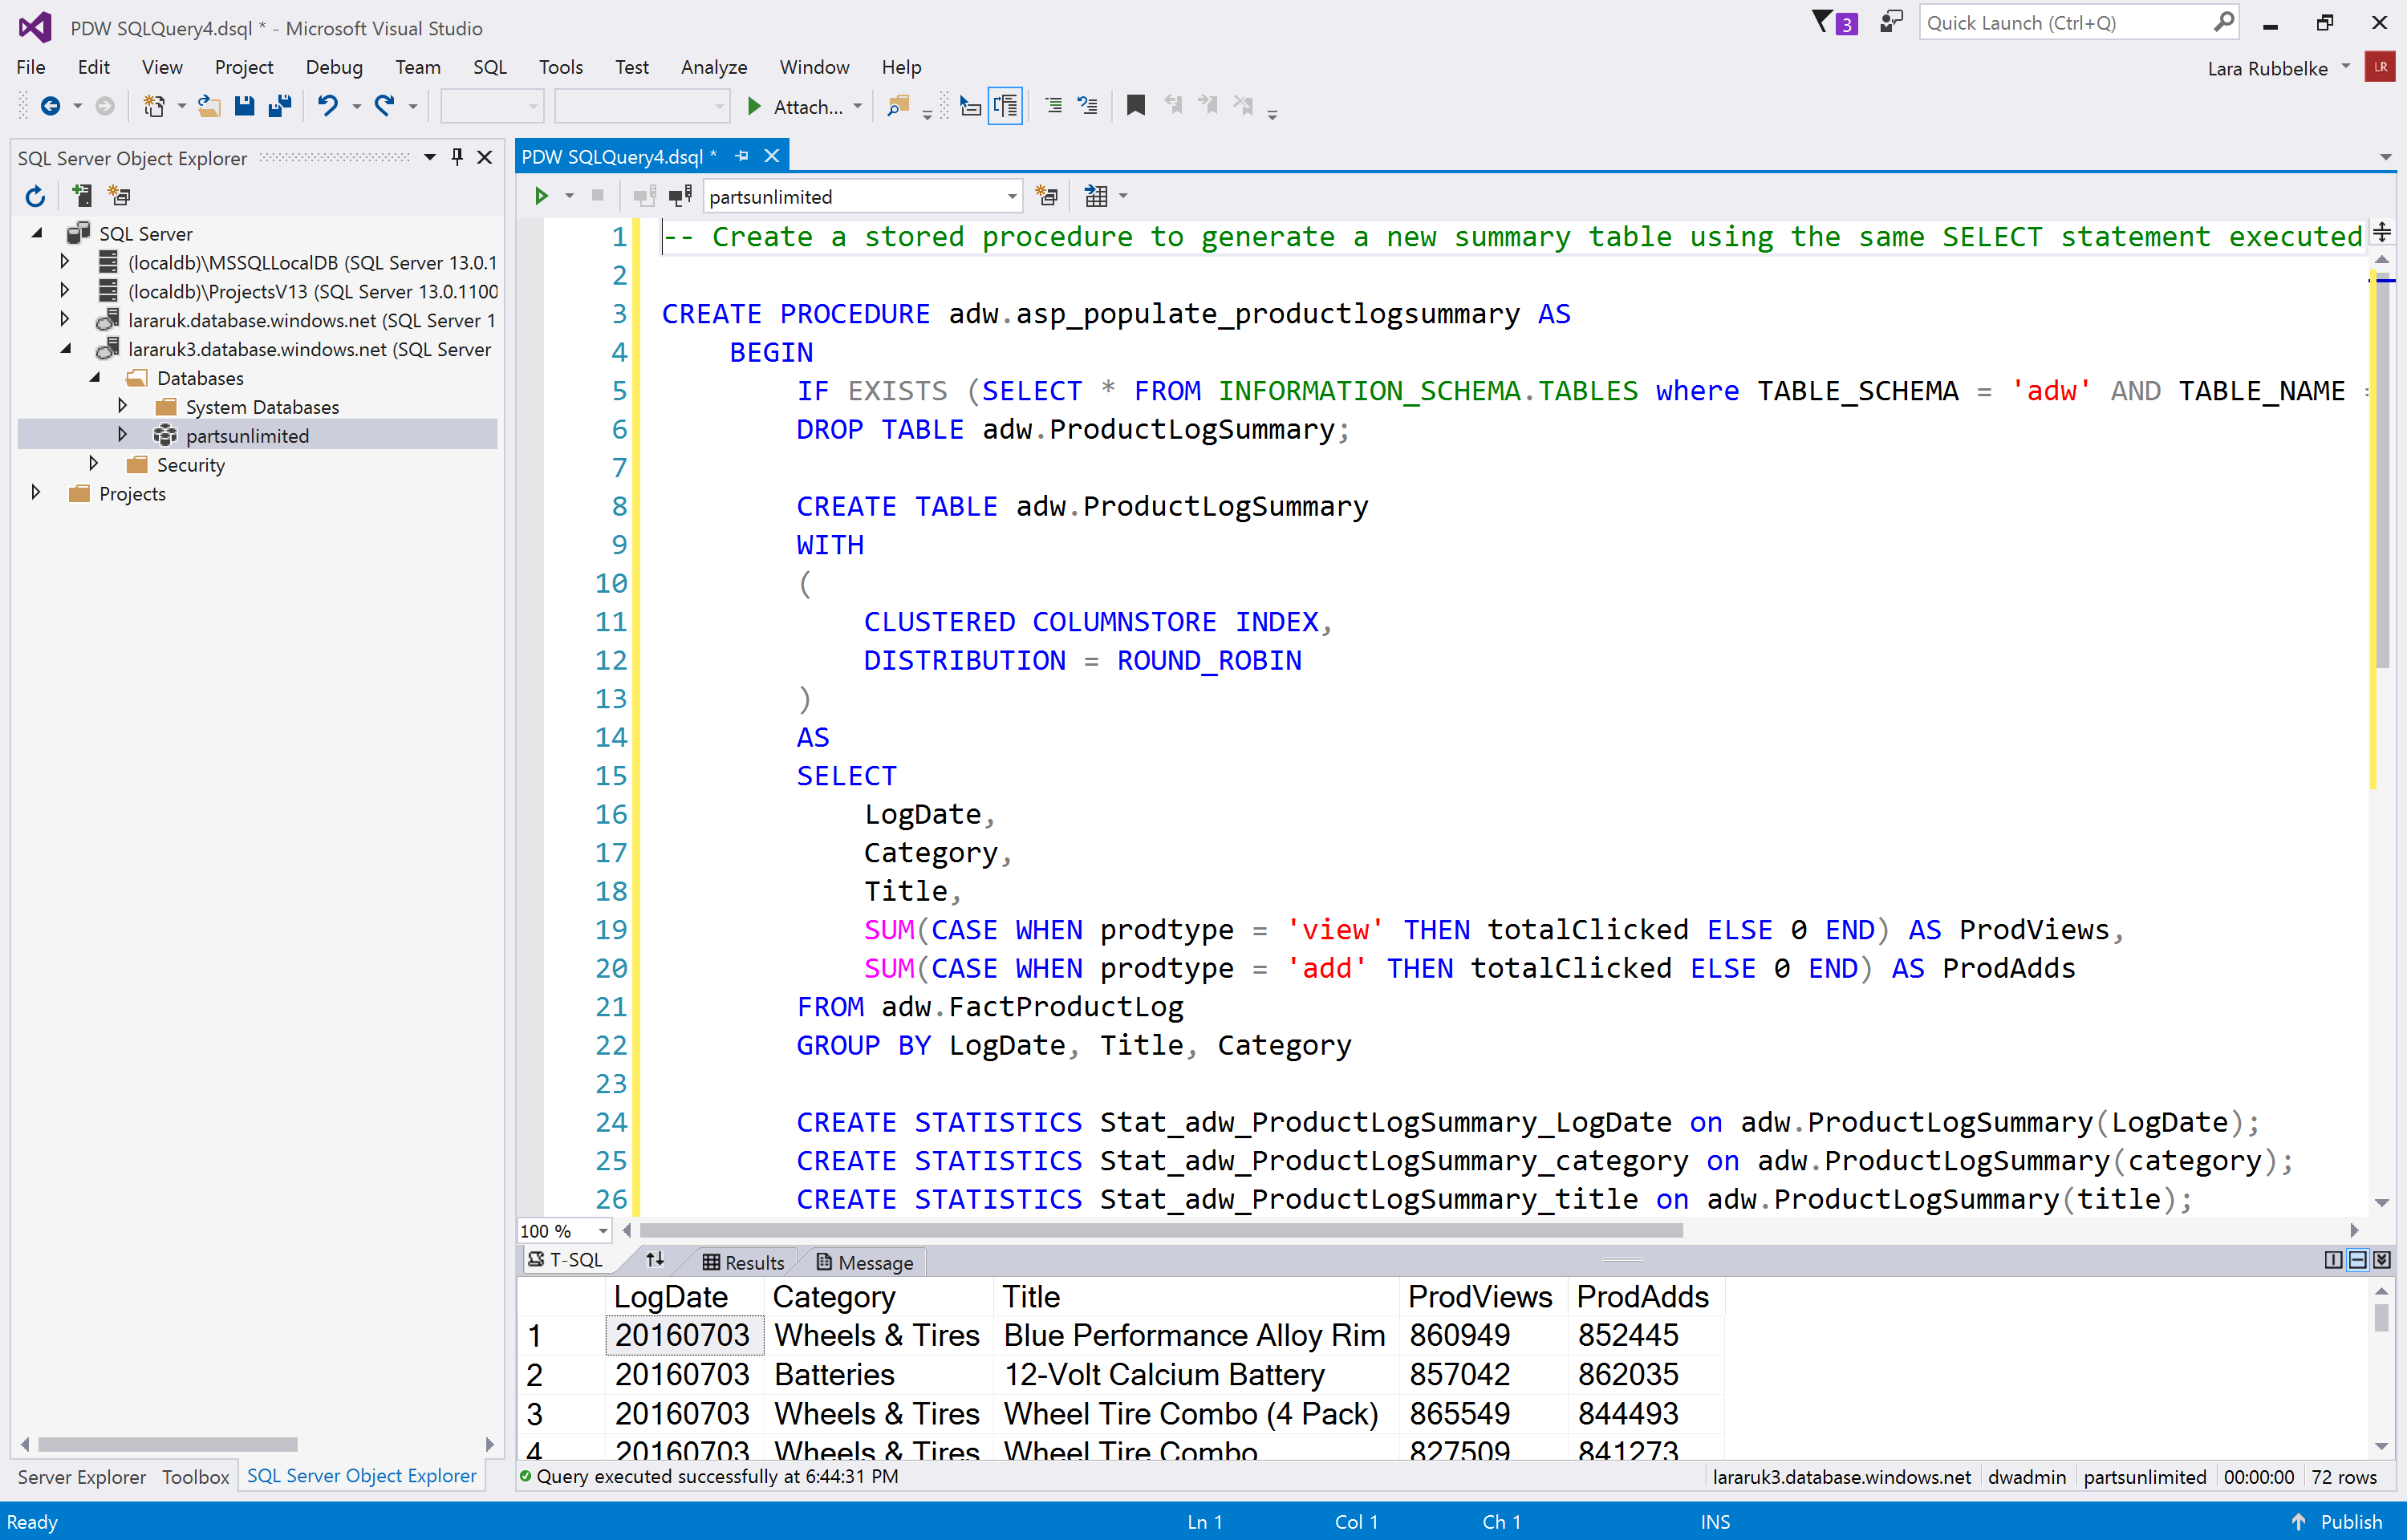 PDW SQLQuery4.dsql * - Microsoft Visual Studio
3
Quick Launch (Ctrl+Q)
File Edit View Project Debug Team SQL Tools Test Analyze Window Help
Lara Rubbelke
LR
Attach...
SQL Server Object Explorer
PDW SQLQuery4.dsql *
partsunlimited
SQL Server
(localdb)\MSSQLLocalDB (SQL Server 13.0.1
(localdb)\ProjectsV13 (SQL Server 13.0.1100
lararuk.database.windows.net (SQL Server 1
lararuk3.database.windows.net (SQL Server
Databases
System Databases
partsunlimited
Security
Projects
1 -- Create a stored procedure to generate a new summary table using the same SELECT statement executed
2
3 CREATE PROCEDURE adw.asp_populate_productlogsummary AS
4 BEGIN
5 IF EXISTS (SELECT * FROM INFORMATION_SCHEMA.TABLES where TABLE_SCHEMA = 'adw' AND TABLE_NAME =
6 DROP TABLE adw.ProductLogSummary;
7
8 CREATE TABLE adw.ProductLogSummary
9 WITH
10 (
11 CLUSTERED COLUMNSTORE INDEX,
12 DISTRIBUTION = ROUND_ROBIN
13 )
14 AS
15 SELECT
16 LogDate,
17 Category,
18 Title,
19 SUM(CASE WHEN prodtype = 'view' THEN totalClicked ELSE 0 END) AS ProdViews,
20 SUM(CASE WHEN prodtype = 'add' THEN totalClicked ELSE 0 END) AS ProdAdds
21 FROM adw.FactProductLog
22 GROUP BY LogDate, Title, Category
23
24 CREATE STATISTICS Stat_adw_ProductLogSummary_LogDate on adw.ProductLogSummary(LogDate);
25 CREATE STATISTICS Stat_adw_ProductLogSummary_category on adw.ProductLogSummary(category);
26 CREATE STATISTICS Stat_adw_ProductLogSummary_title on adw.ProductLogSummary(title);
100 %
T-SQL Results Message
LogDate Category Title ProdViews ProdAdds
1 20160703 Wheels & Tires Blue Performance Alloy Rim 860949 852445
2 20160703 Batteries 12-Volt Calcium Battery 857042 862035
3 20160703 Wheels & Tires Wheel Tire Combo (4 Pack) 865549 844493
4 20160703 Wheels & Tires Wheel Tire Combo 827509 841273
Server Explorer Toolbox SQL Server Object Explorer
Query executed successfully at 6:44:31 PM
lararuk3.database.windows.net dwadmin partsunlimited 00:00:00 72 rows
Ready Ln 1 Col 1 Ch 1 INS Publish